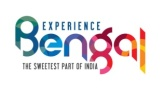 EXPERIENCE
Bengal
THE SWEETEST PART OF INDIA